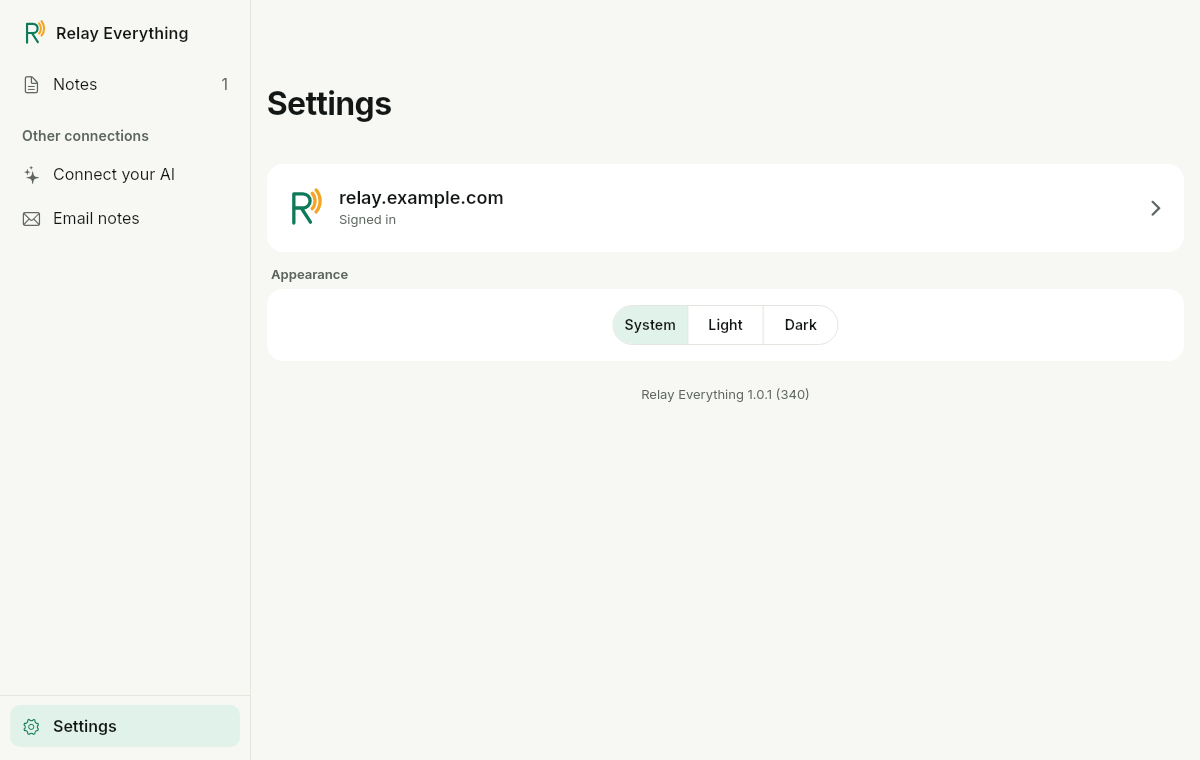 Relay Everything
Notes 1
Other connections
Connect your AI
Email notes
Settings
Settings
relay.example.com
Signed in
Appearance
System Light Dark
Relay Everything 1.0.1 (340)